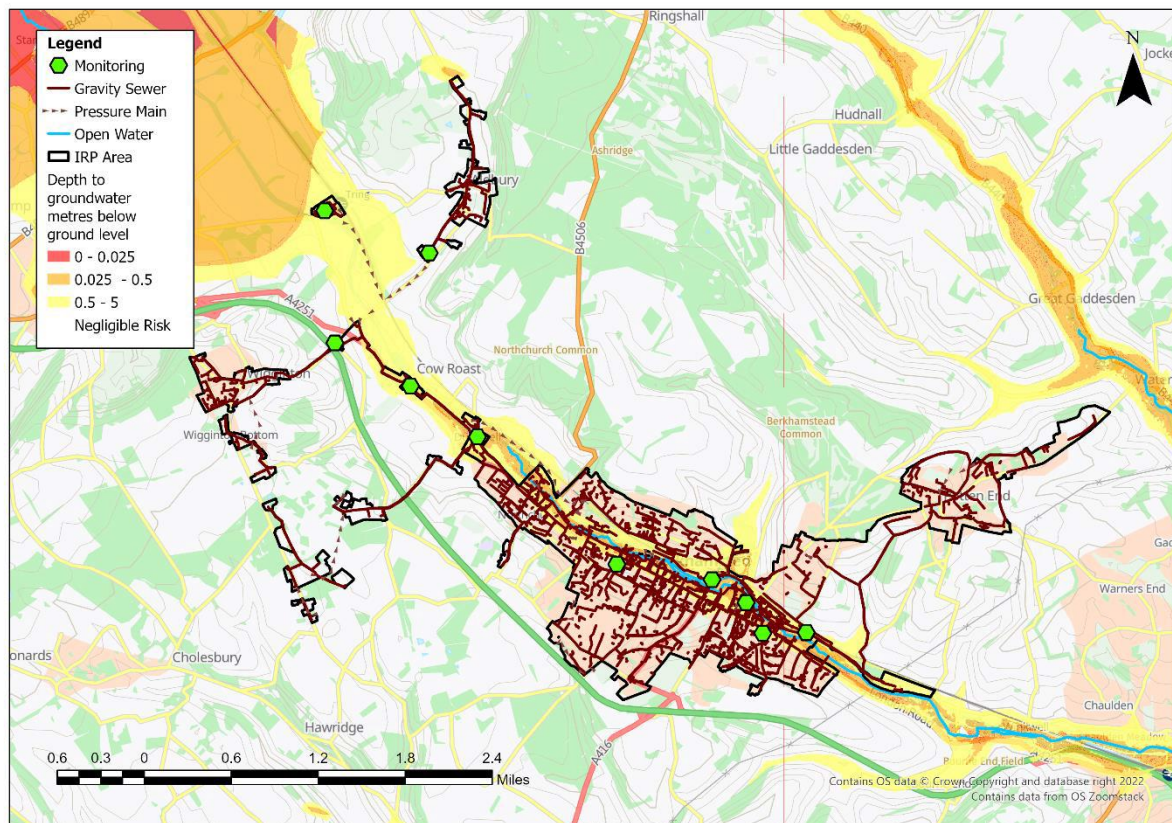 Legend
Monitoring
Gravity Sewer
Pressure Main
Open Water
IRP Area
Depth to
groundwater
metres below
ground level
0 - 0.025
0.025 - 0.5
0.5 - 5
Negligible Risk
N
Ringshall
Hudnall
Little Gaddesden
Ashridge
Tring
B4506
Great Gaddesden
A4251
Northchurch Common
Cow Roast
Berkhamstead
Common
Wigginton Bottom
Warners End
Cholesbury
Chaulden
Hawridge
A416
0.6 0.3 0 0.6 1.2 1.8 2.4
Miles
Contains OS data © Crown Copyright and database right 2022
Contains data from OS Zoomstack